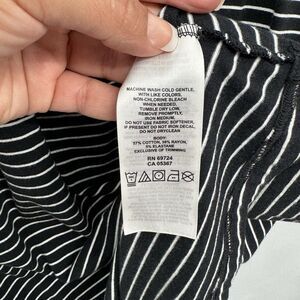 MACHINE WASH COLD GENTLE,
WITH LIKE COLORS.
NON-CHLORINE BLEACH
WHEN NEEDED.
TUMBLE DRY LOW.
REMOVE PROMPTLY.
IRON MEDIUM.
DO NOT USE FABRIC SOFTENER.
IF PRESENT DO NOT IRON DECAL.
DO NOT DRYCLEAN
BODY:
57% COTTON, 38% RAYON,
5% ELASTANE
EXCLUSIVE OF TRIMMING
RN 69724
CA 05367